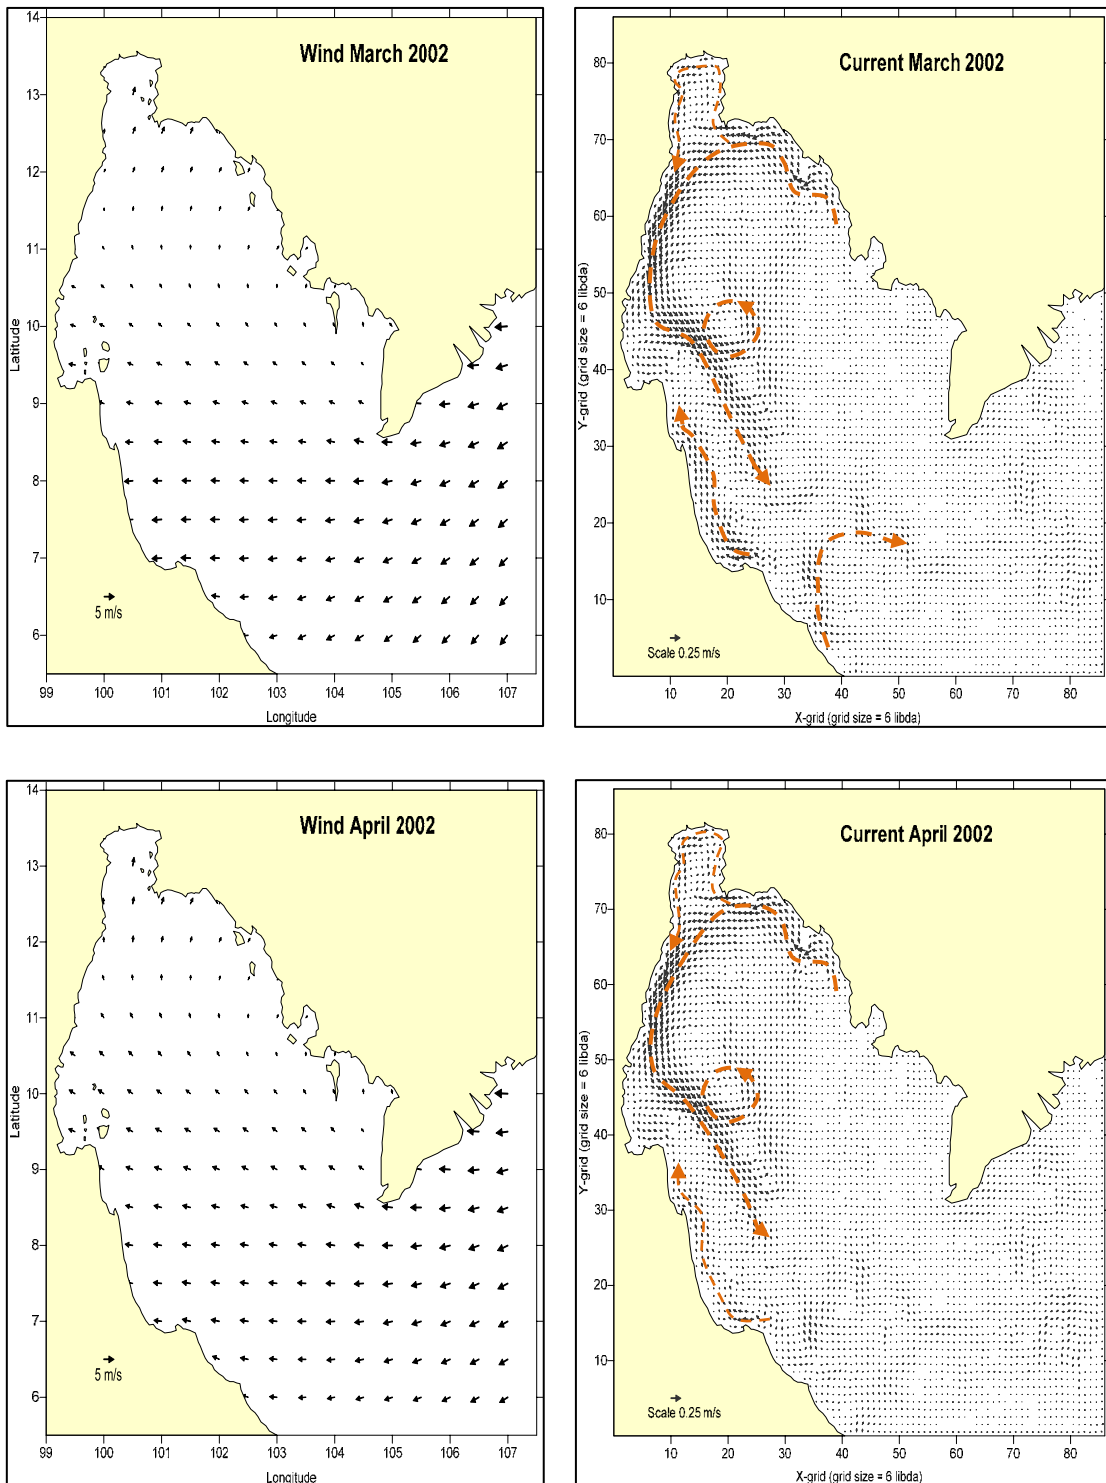 Wind March 2002
14
13
12
11
10
9
8
7
6
Latitude
5 m/s
99 100 101 102 103 104 105 106 107
Longitude
Current March 2002
80
70
60
50
40
30
20
10
Y-grid (grid size = 6 libda)
Scale 0.25 m/s
10 20 30 40 50 60 70 80
X-grid (grid size = 6 libda)
Wind April 2002
14
13
12
11
10
9
8
7
6
Latitude
5 m/s
99 100 101 102 103 104 105 106 107
Longitude
Current April 2002
80
70
60
50
40
30
20
10
Y-grid (grid size = 6 libda)
Scale 0.25 m/s
10 20 30 40 50 60 70 80
X-grid (grid size = 6 libda)